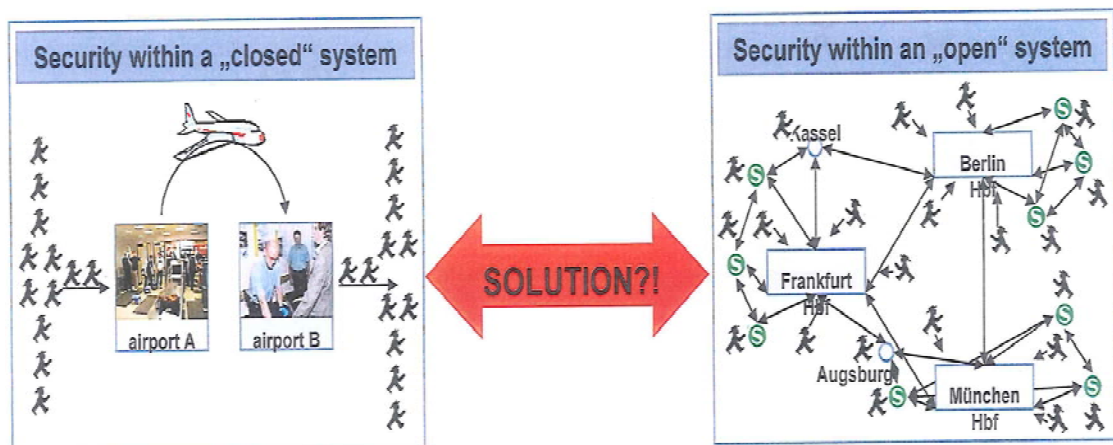 Security within a „closed“ system
airport A
airport B
SOLUTION?!
Security within an „open“ system
Kassel
S
Berlin
Hbf
S
S
S
S
Frankfurt
Hbf
S
S
Augsburg
S
München
Hbf
S
S